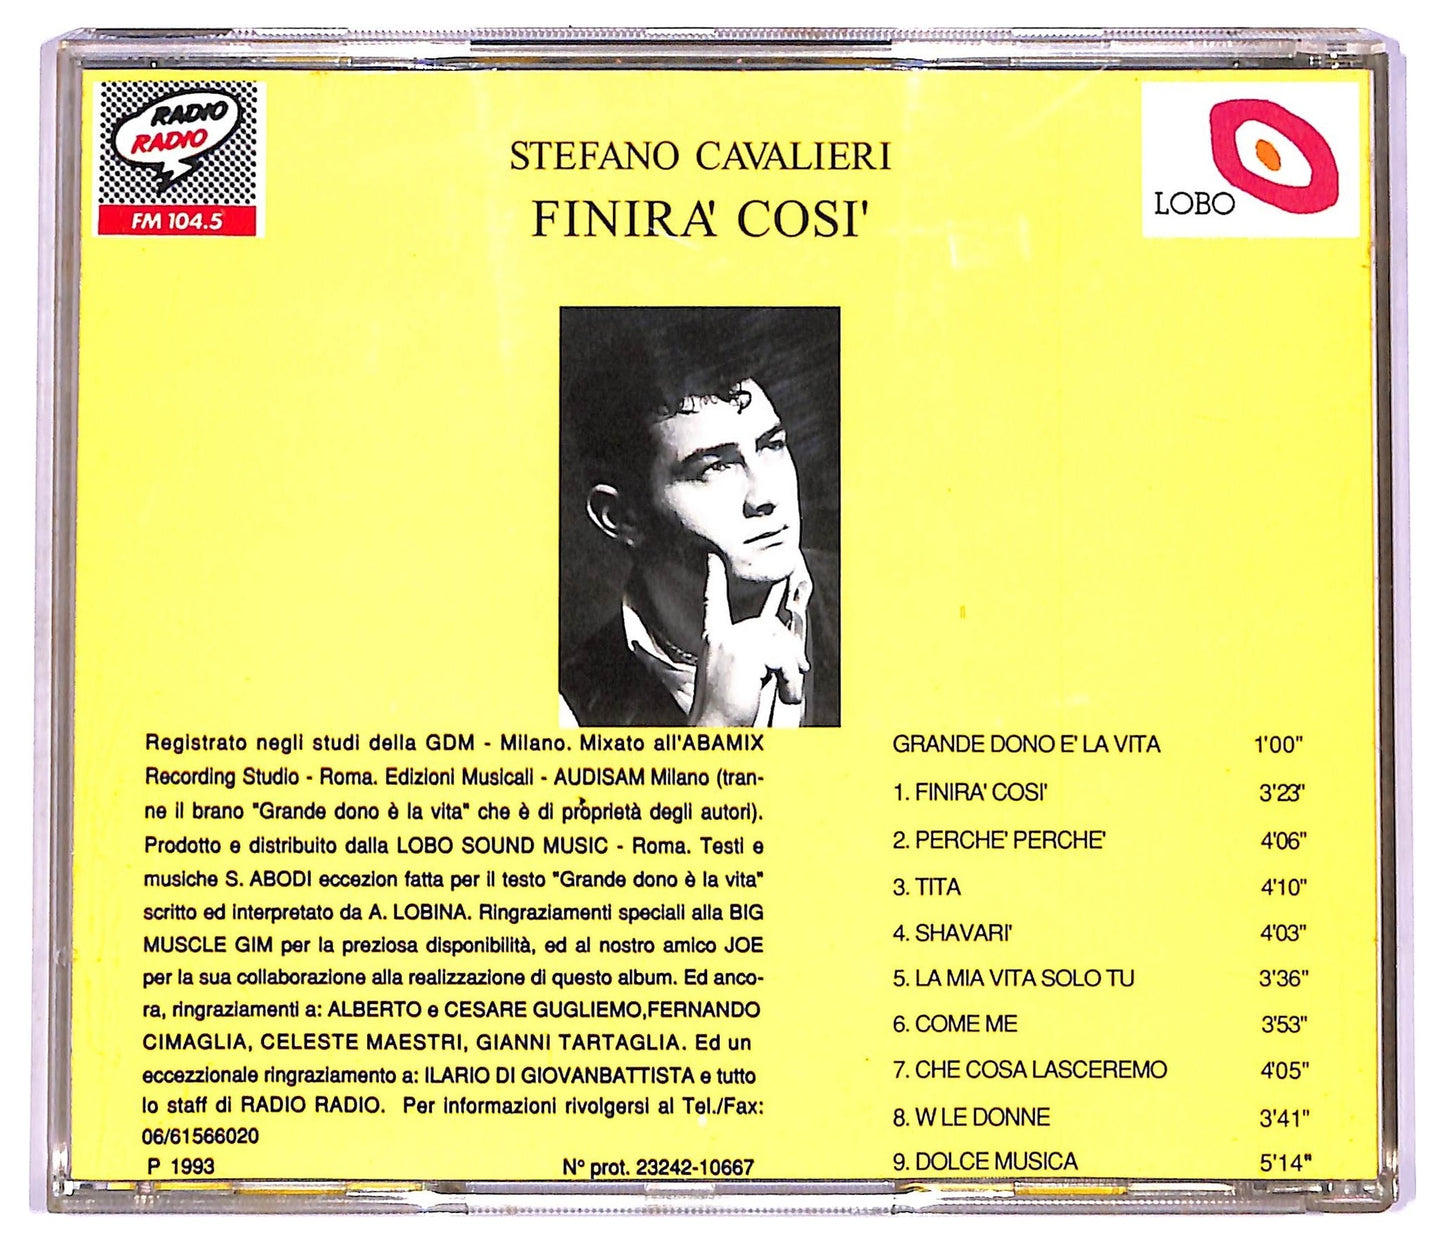 RADIO
RADIO
FM 104.5
STEFANO CAVALIERI
FINIRA' COSI'
LOBO
Registrato negli studi della GDM - Milano. Mixato all'ABAMIX
Recording Studio - Roma. Edizioni Musicali - AUDISAM Milano (tran-
ne il brano "Grande dono è la vita" che è di proprietà degli autori).
Prodotto e distribuito dalla LOBO SOUND MUSIC - Roma. Testi e
musiche S. ABODI eccezion fatta per il testo "Grande dono è la vita"
scritto ed interpretato da A. LOBINA. Ringraziamenti speciali alla BIG
MUSCLE GIM per la preziosa disponibilità, ed al nostro amico JOE
per la sua collaborazione alla realizzazione di questo album. Ed anco-
ra, ringraziamenti a: ALBERTO e CESARE GUGLIEMO,FERNANDO
CIMAGLIA, CELESTE MAESTRI, GIANNI TARTAGLIA. Ed un
eccezzionale ringraziamento a: ILARIO DI GIOVANBATTISTA e tutto
lo staff di RADIO RADIO. Per informazioni rivolgersi al Tel./Fax:
06/61566020
P 1993 N° prot. 23242-10667
GRANDE DONO E' LA VITA 1'00"
1. FINIRA' COSI' 3'23"
2. PERCHE' PERCHE' 4'06"
3. TITA 4'10"
4. SHAVARI' 4'03"
5. LA MIA VITA SOLO TU 3'36"
6. COME ME 3'53"
7. CHE COSA LASCEREMO 4'05"
8. W LE DONNE 3'41"
9. DOLCE MUSICA 5'14"